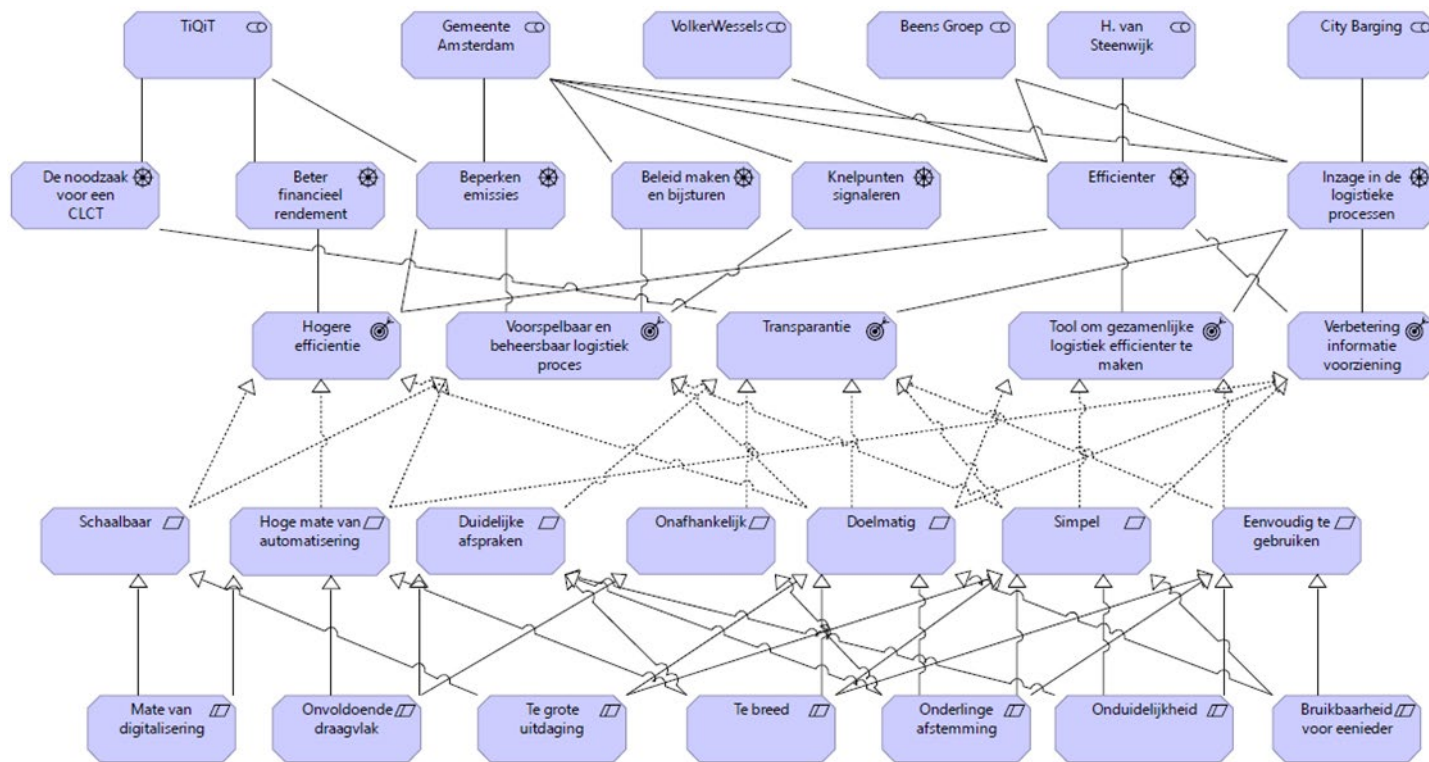 TiQiT
Gemeente
Amsterdam
VolkerWessels
Beens Groep
H. van
Steenwijk
City Barging
De noodzaak
voor een
CLCT
Beter
financieel
rendement
Beperken
emissies
Beleid maken
en bijsturen
Knelpunten
signaleren
Efficienter
Inzage in de
logistieke
processen
Hogere
efficientie
Voorspelbaar en
beheersbaar logistiek
proces
Transparantie
Tool om gezamenlijke
logistiek efficienter te
maken
Verbetering
informatie
voorziening
Schaalbaar
Hoge mate van
automatisering
Duidelijke
afspraken
Onafhankelijk
Doelmatig
Simpel
Eenvoudig te
gebruiken
Mate van
digitalisering
Onvoldoende
draagvlak
Te grote
uitdaging
Te breed
Onderlinge
afstemming
Onduidelijkheid
Bruikbaarheid
voor eenieder